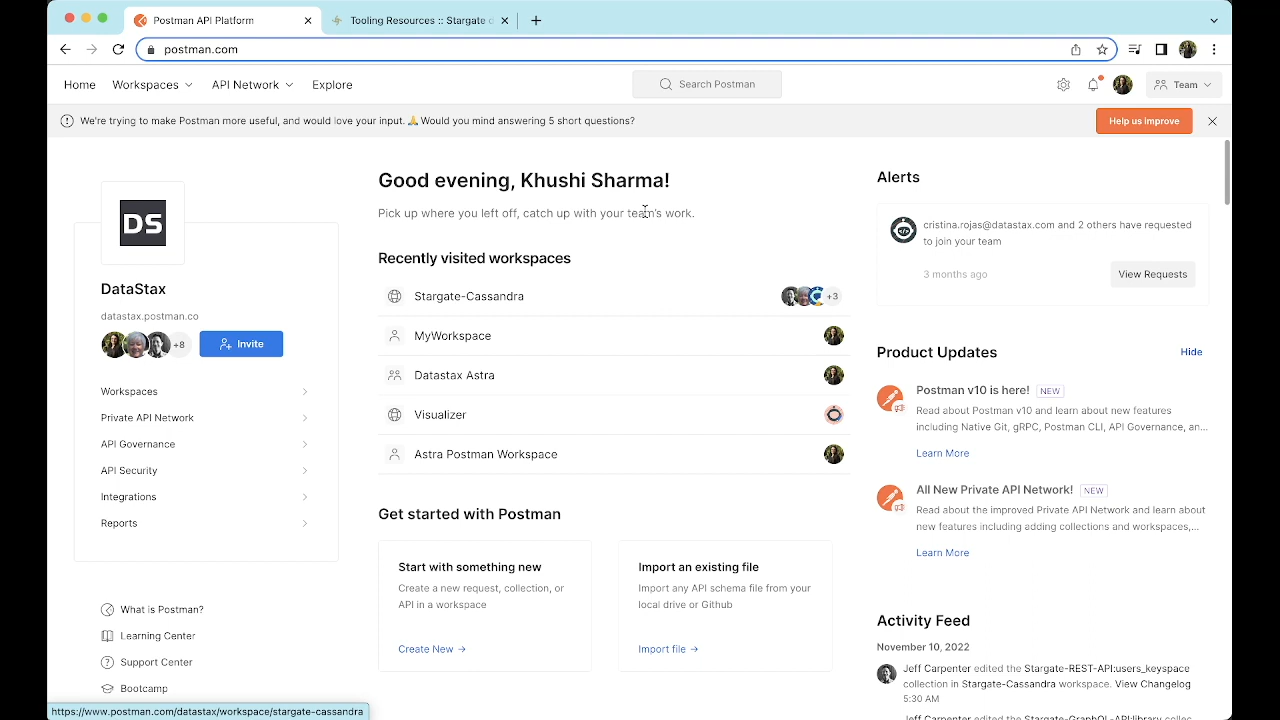 Postman API Platform
Tooling Resources :: Stargate d
postman.com
Home Workspaces API Network Explore
Search Postman
Team
We're trying to make Postman more useful, and would love your input. 🙏 Would you mind answering 5 short questions?
Help us improve
DS
DataStax
datastax.postman.co
+8
Invite
Workspaces
Private API Network
API Governance
API Security
Integrations
Reports
What is Postman?
Learning Center
Support Center
Bootcamp
https://www.postman.com/datastax/workspace/stargate-cassandra
Good evening, Khushi Sharma!
Pick up where you left off, catch up with your team's work.
Recently visited workspaces
Stargate-Cassandra
+3
MyWorkspace
Datastax Astra
Visualizer
Astra Postman Workspace
Get started with Postman
Start with something new
Create a new request, collection, or
API in a workspace
Create New →
Import an existing file
Import any API schema file from your
local drive or Github
Import file →
Alerts
cristina.rojas@datastax.com and 2 others have requested
to join your team
3 months ago
View Requests
Product Updates
Hide
Postman v10 is here! NEW
Read about Postman v10 and learn about new features
including Native Git, gRPC, Postman CLI, API Governance, an...
Learn More
All New Private API Network! NEW
Read about the improved Private API Network and learn about
new features including adding collections and workspaces,...
Learn More
Activity Feed
November 10, 2022
Jeff Carpenter edited the Stargate-REST-API:users_keyspace
collection in Stargate-Cassandra workspace. View Changelog
5:30 AM
Jeff Carpenter edited the Stargate-GraphQL-API:library collec